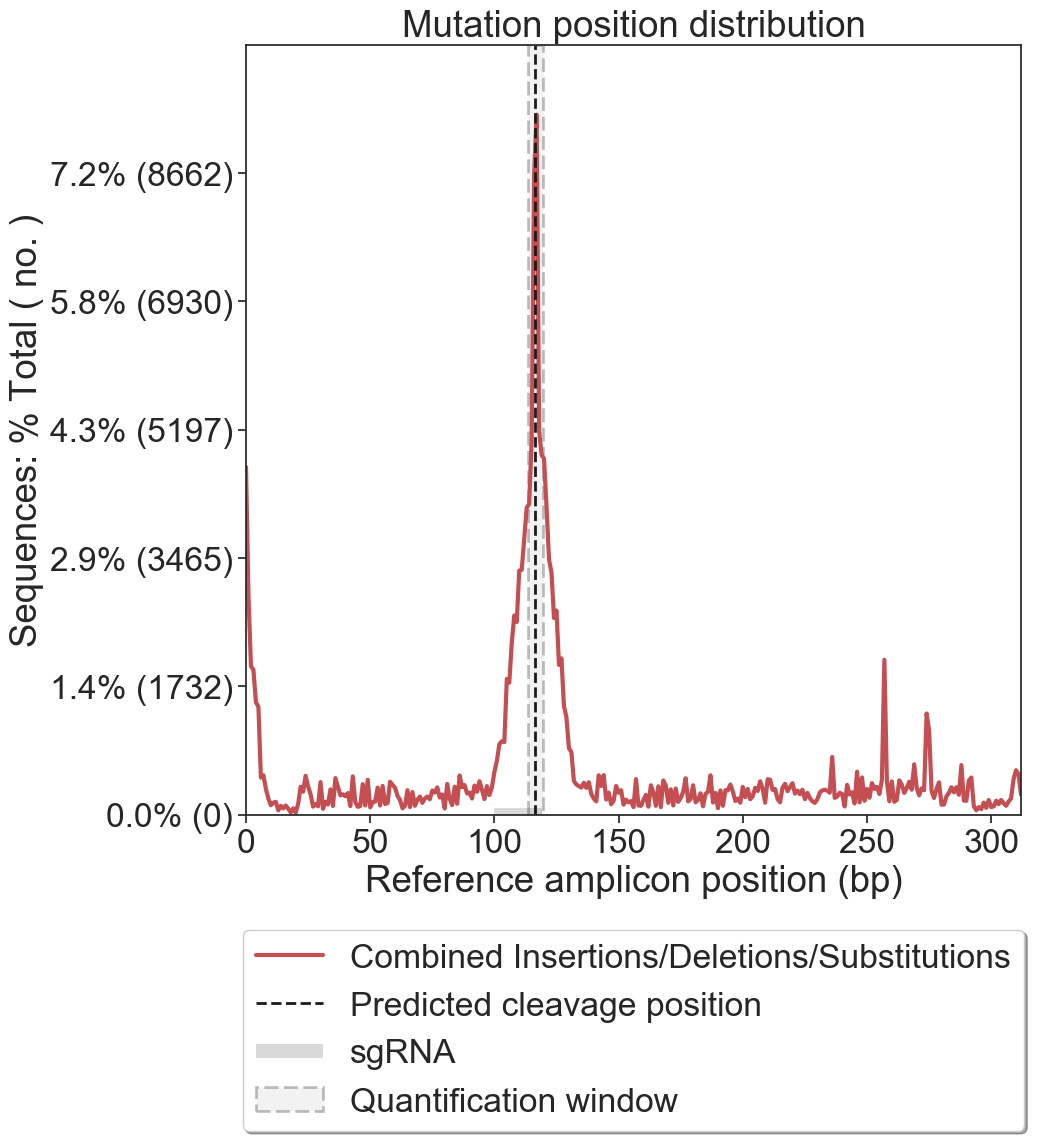 Mutation position distribution
Sequences: % Total ( no. )
7.2% (8662)
5.8% (6930)
4.3% (5197)
2.9% (3465)
1.4% (1732)
0.0% (0)
0 50 100 150 200 250 300
Reference amplicon position (bp)
Combined Insertions/Deletions/Substitutions
Predicted cleavage position
sgRNA
Quantification window